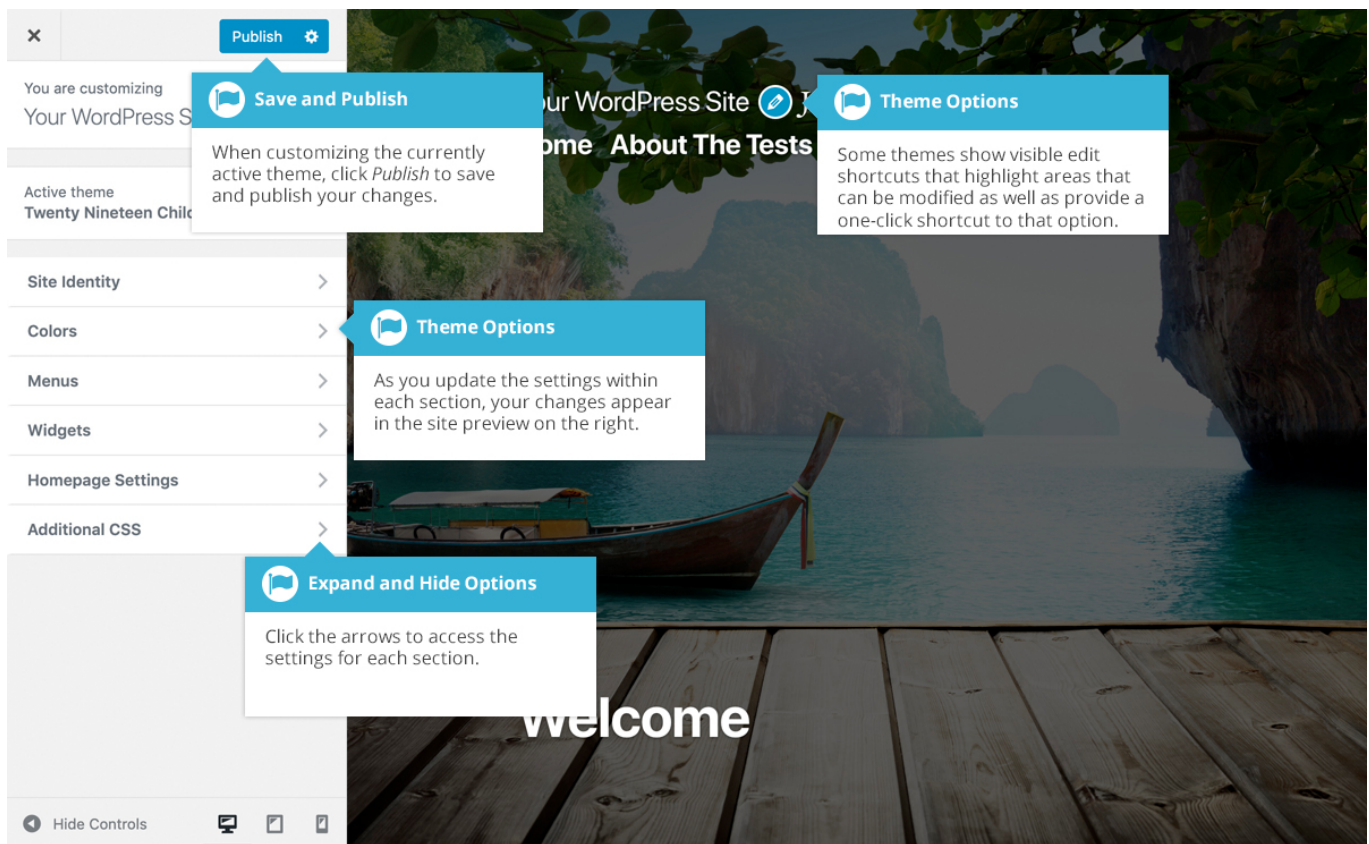 Publish
You are customizing
Your WordPress S
Active theme
Twenty Nineteen Chil
Site Identity
Colors
Menus
Widgets
Homepage Settings
Additional CSS
Hide Controls
Save and Publish
When customizing the currently
active theme, click Publish to save
and publish your changes.
our WordPress Site
ome About The Tests
Theme Options
Some themes show visible edit
shortcuts that highlight areas that
can be modified as well as provide a
one-click shortcut to that option.
Theme Options
As you update the settings within
each section, your changes appear
in the site preview on the right.
Expand and Hide Options
Click the arrows to access the
settings for each section.
Welcome